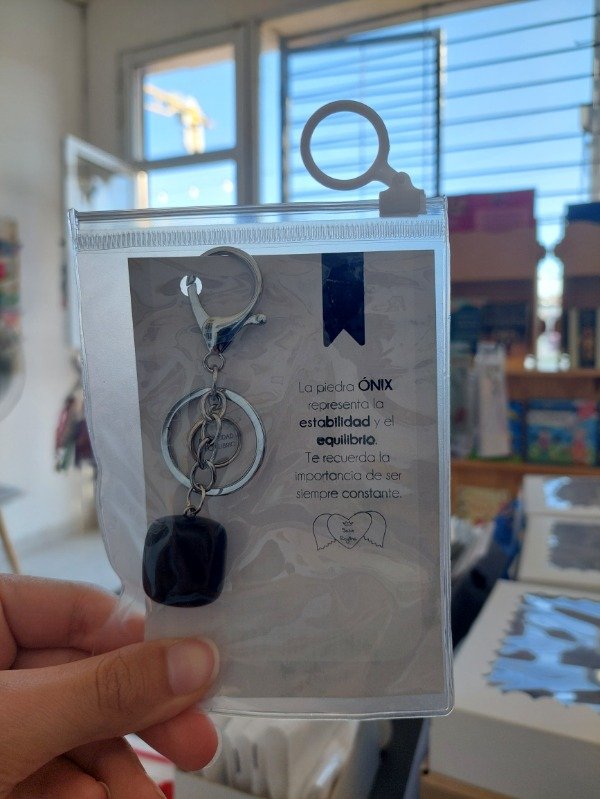 La piedra ÓNIX
representa la
estabilidad y el
equilibrio.
Te recuerda la
importancia de ser
siempre constante.